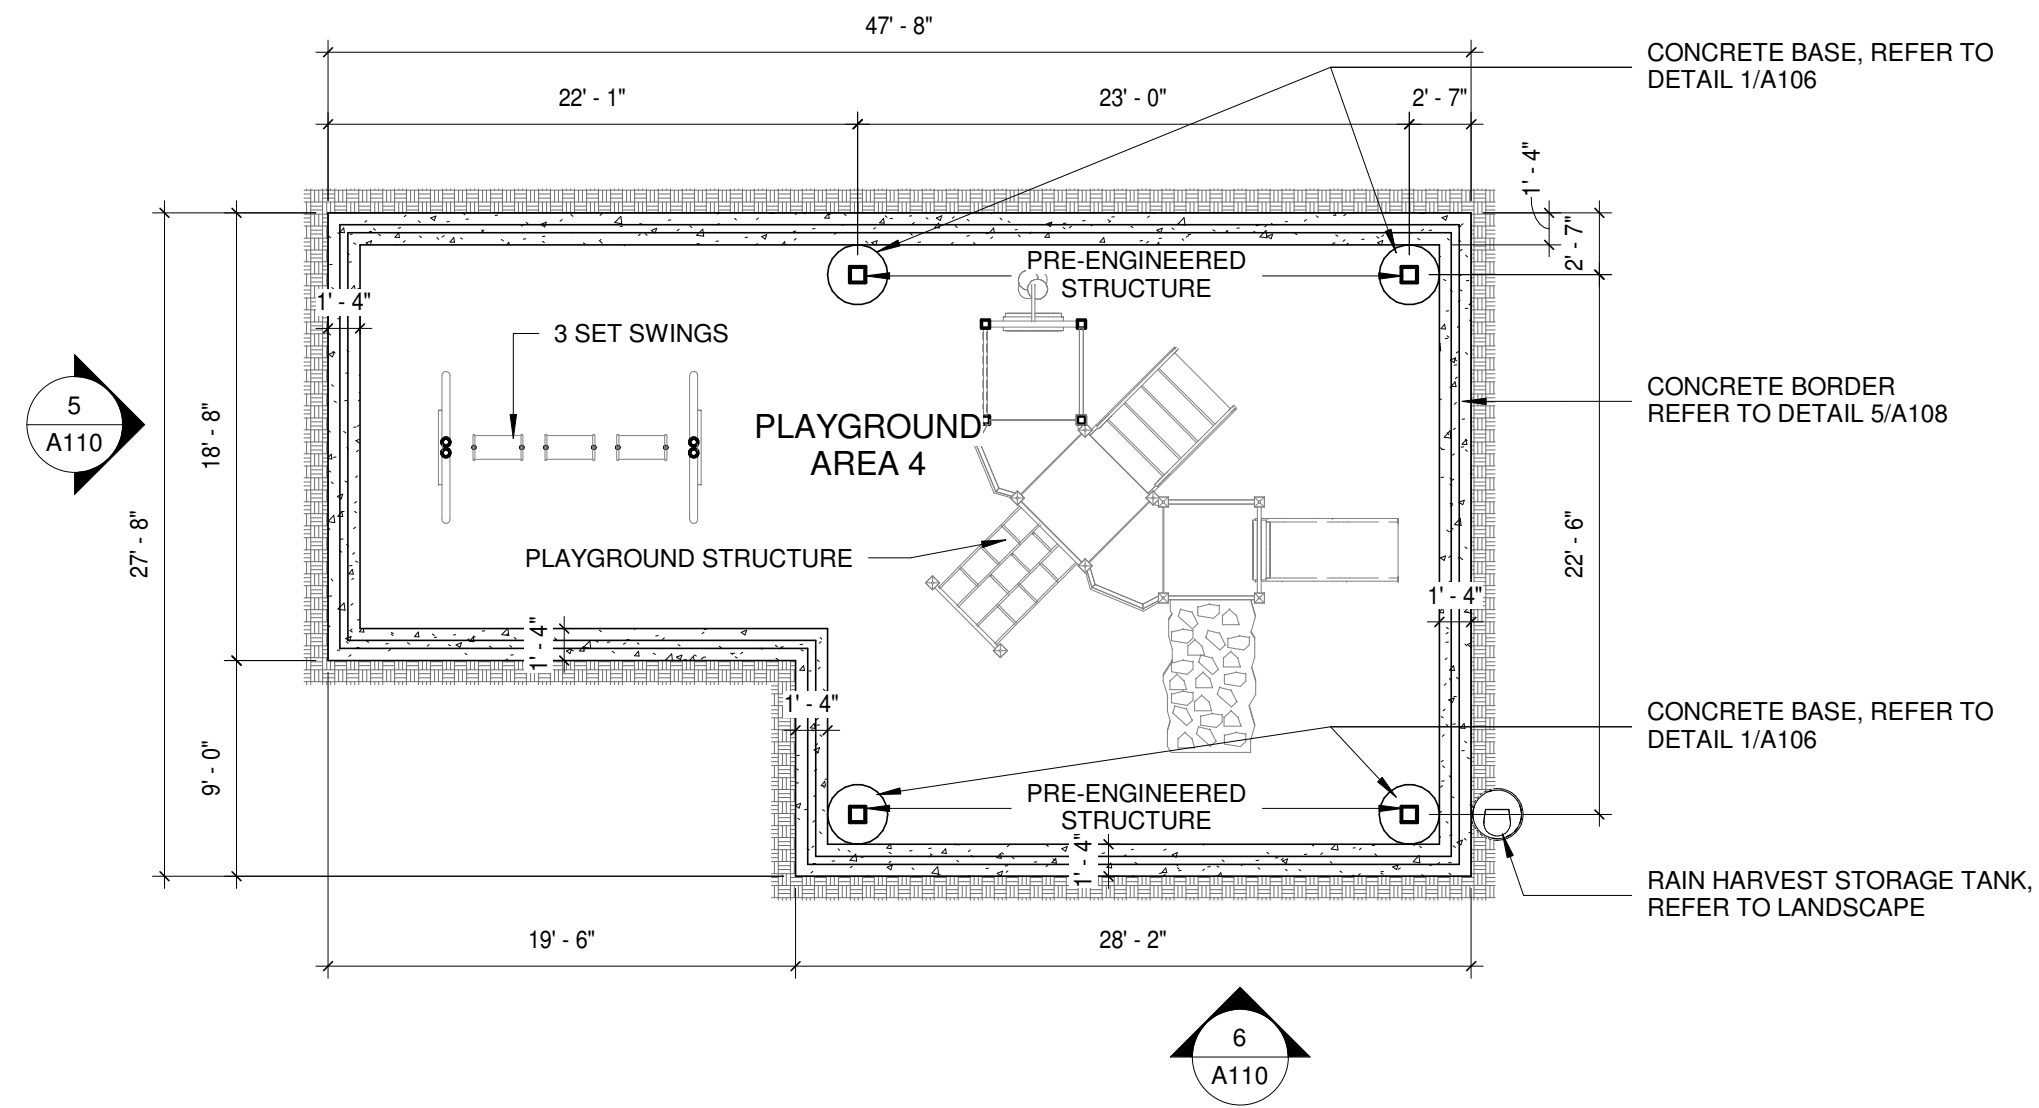 47' - 8"
22' - 1"
23' - 0"
2' - 7"
CONCRETE BASE, REFER TO
DETAIL 1/A106
1' - 4"
2' - 7"
PRE-ENGINEERED
STRUCTURE
1' - 4"
3 SET SWINGS
5
A110
18' - 8"
27' - 8"
PLAYGROUND
AREA 4
CONCRETE BORDER
REFER TO DETAIL 5/A108
PLAYGROUND STRUCTURE
22' - 6"
1' - 4"
1' - 4"
1' - 4"
9' - 0"
CONCRETE BASE, REFER TO
DETAIL 1/A106
PRE-ENGINEERED
STRUCTURE
1' - 4"
RAIN HARVEST STORAGE TANK,
REFER TO LANDSCAPE
19' - 6"
28' - 2"
6
A110